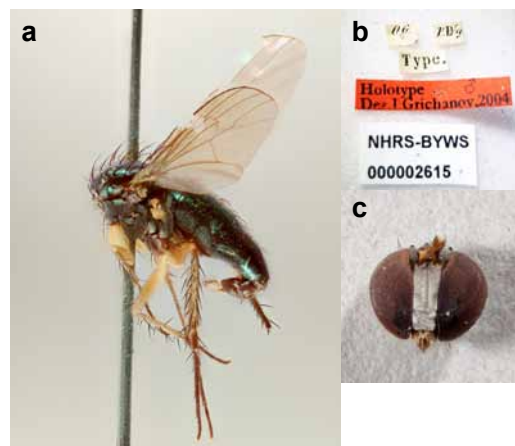 a
b
Type.
Holotype ♂
Des. I.Grichanov, 2004
NHRS-BYWS
000002615
c